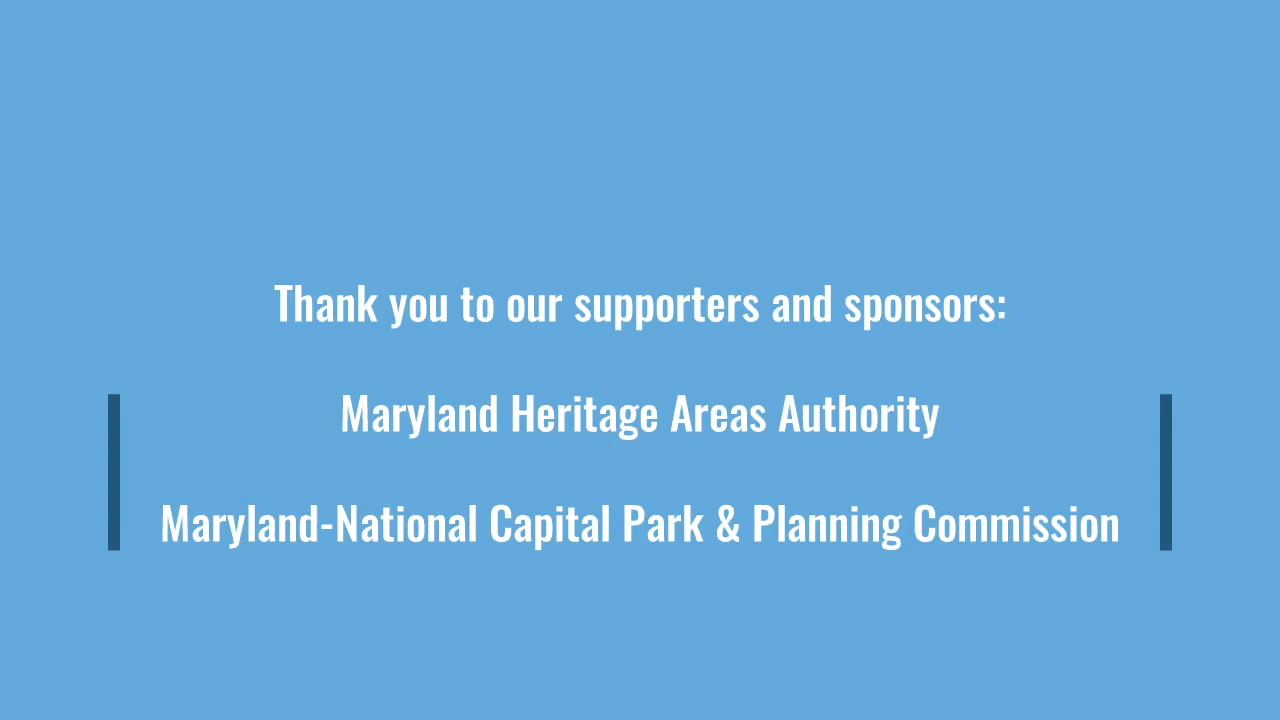 Thank you to our supporters and sponsors:
Maryland Heritage Areas Authority
Maryland-National Capital Park & Planning Commission